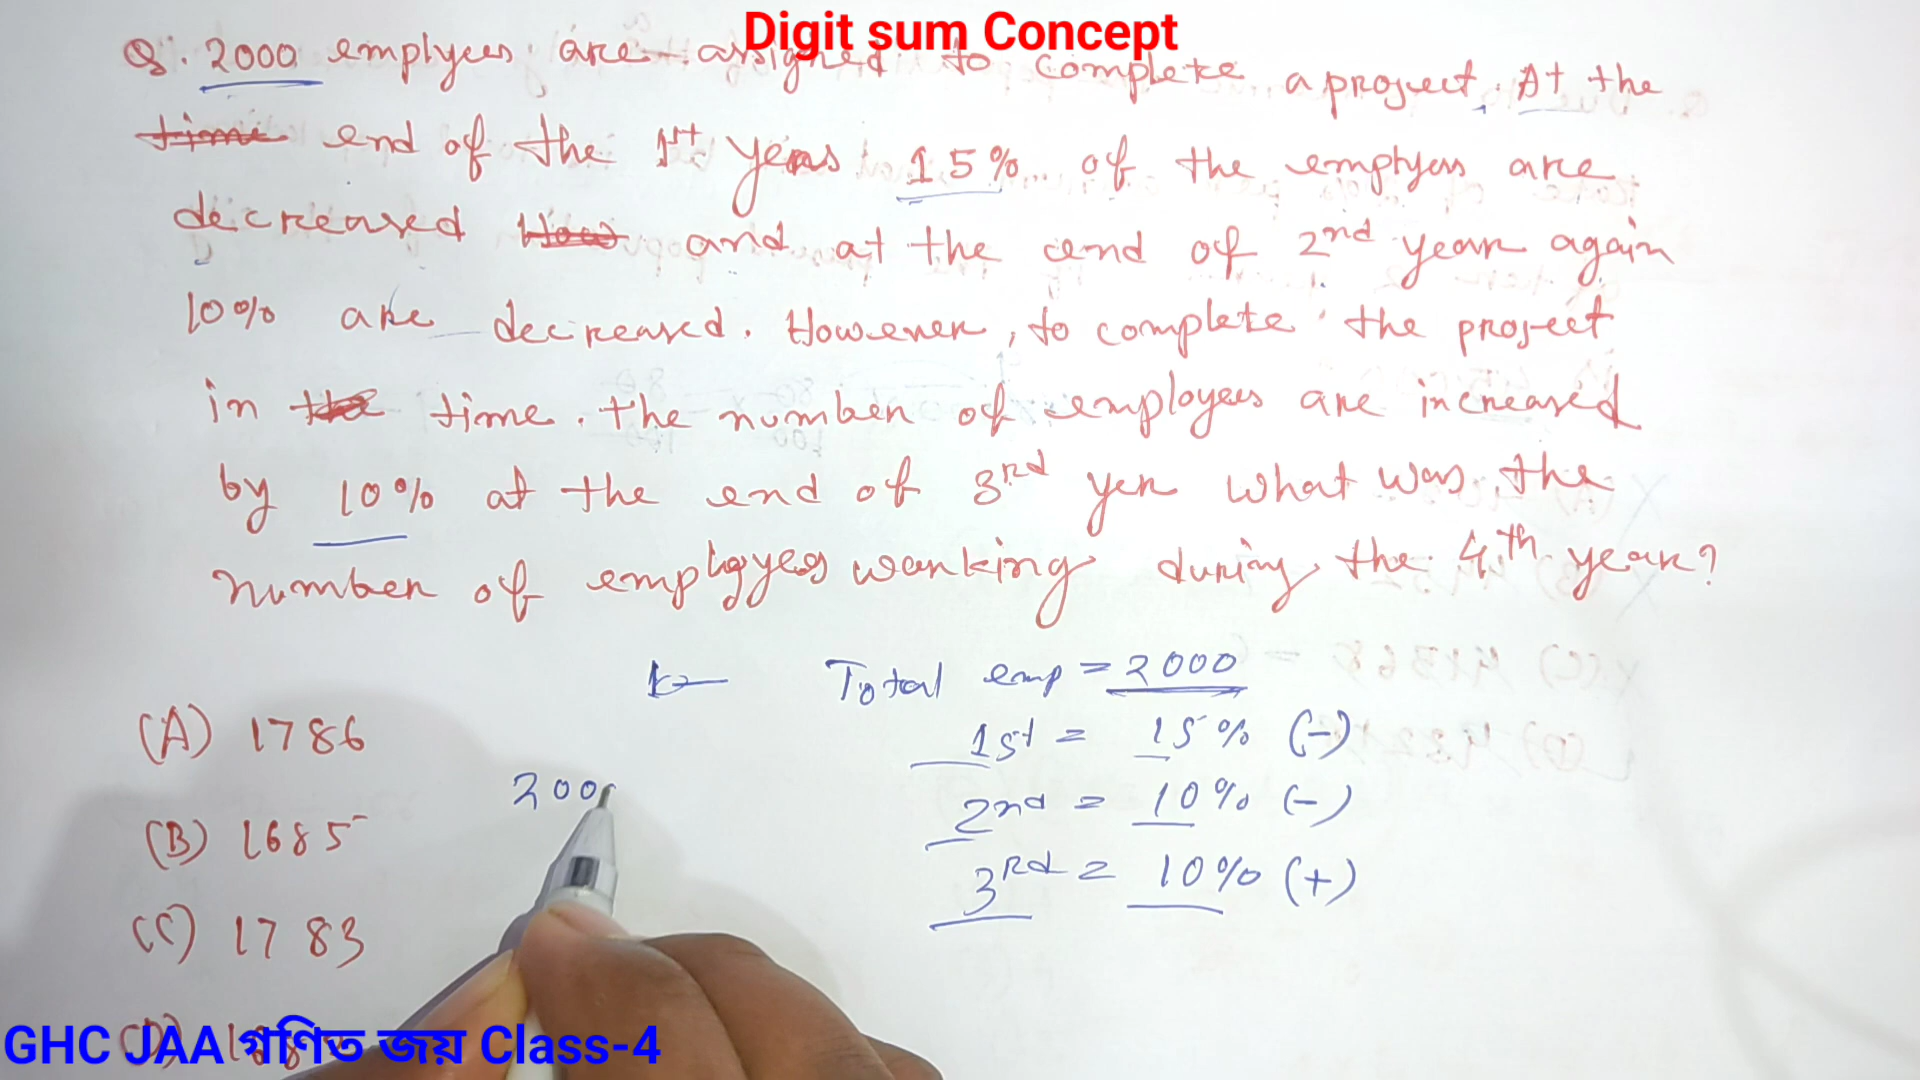 Digit sum Concept
Q. 2000 emplyees are assigned to complete a project. At the
time end of the 1st years 15% of the emplyees are
decreased How and at the end of 2nd year again
10% are decreased. However, to complete the project
in the time. the number of employees are increased
by 10% at the end of 3rd yer what was the
number of employees working during the 4th year?
Total emp = 2000
(A) 1786
1st = 15% (-)
2000
2nd = 10% (-)
(B) 1685
3rd = 10% (+)
(C) 1783
(D)
GHC JAA গণিত জয় Class-4